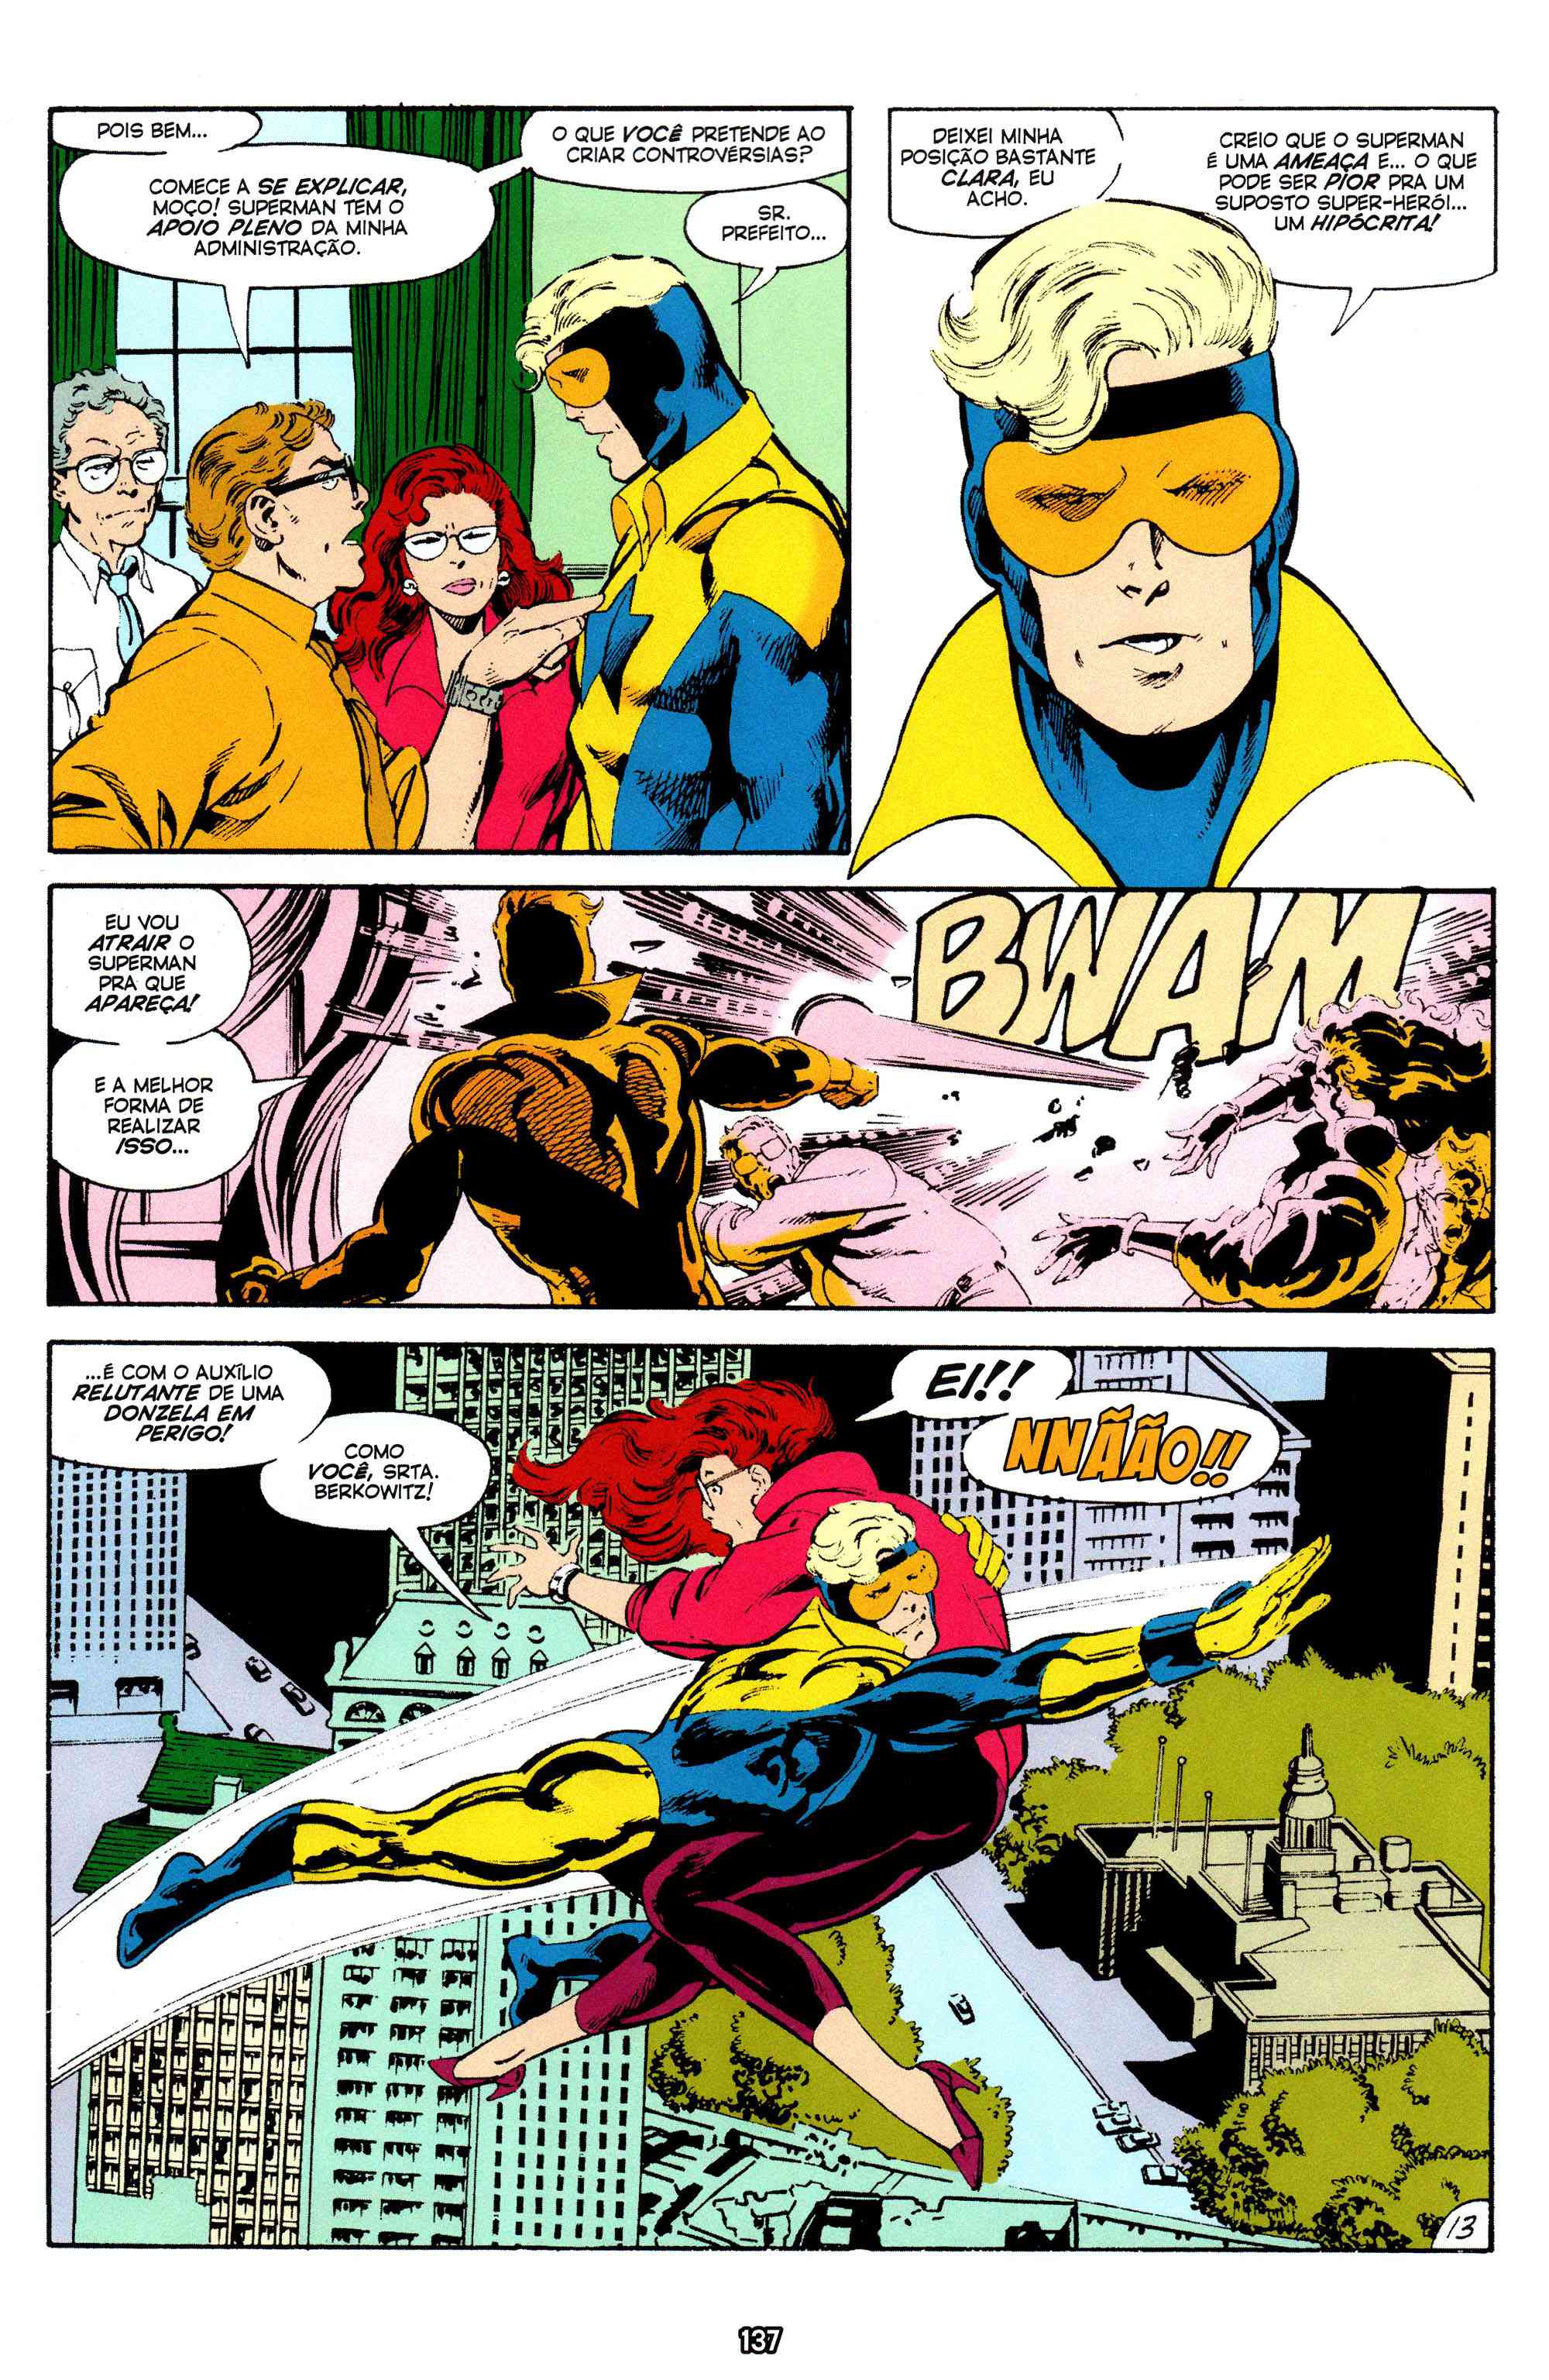 POIS BEM...
COMECE A SE EXPLICAR,
MOÇO! SUPERMAN TEM O
APOIO PLENO DA MINHA
ADMINISTRAÇÃO.
O QUE VOCÊ PRETENDE AO
CRIAR CONTROVÉRSIAS?
SR.
PREFEITO...
DEIXEI MINHA
POSIÇÃO BASTANTE
CLARA, EU
ACHO.
CREIO QUE O SUPERMAN
É UMA AMEAÇA E... O QUE
PODE SER PIOR PRA UM
SUPOSTO SUPER-HERÓI...
UM HIPÓCRITA!
EU VOU
ATRAIR O
SUPERMAN
PRA QUE
APAREÇA!
E A MELHOR
FORMA DE
REALIZAR
ISSO...
BWAM
...É COM O AUXÍLIO
RELUTANTE DE UMA
DONZELA EM
PERIGO!
COMO
VOCÊ, SRTA.
BERKOWITZ!
EI!!
NNÃÃO!!
13
137